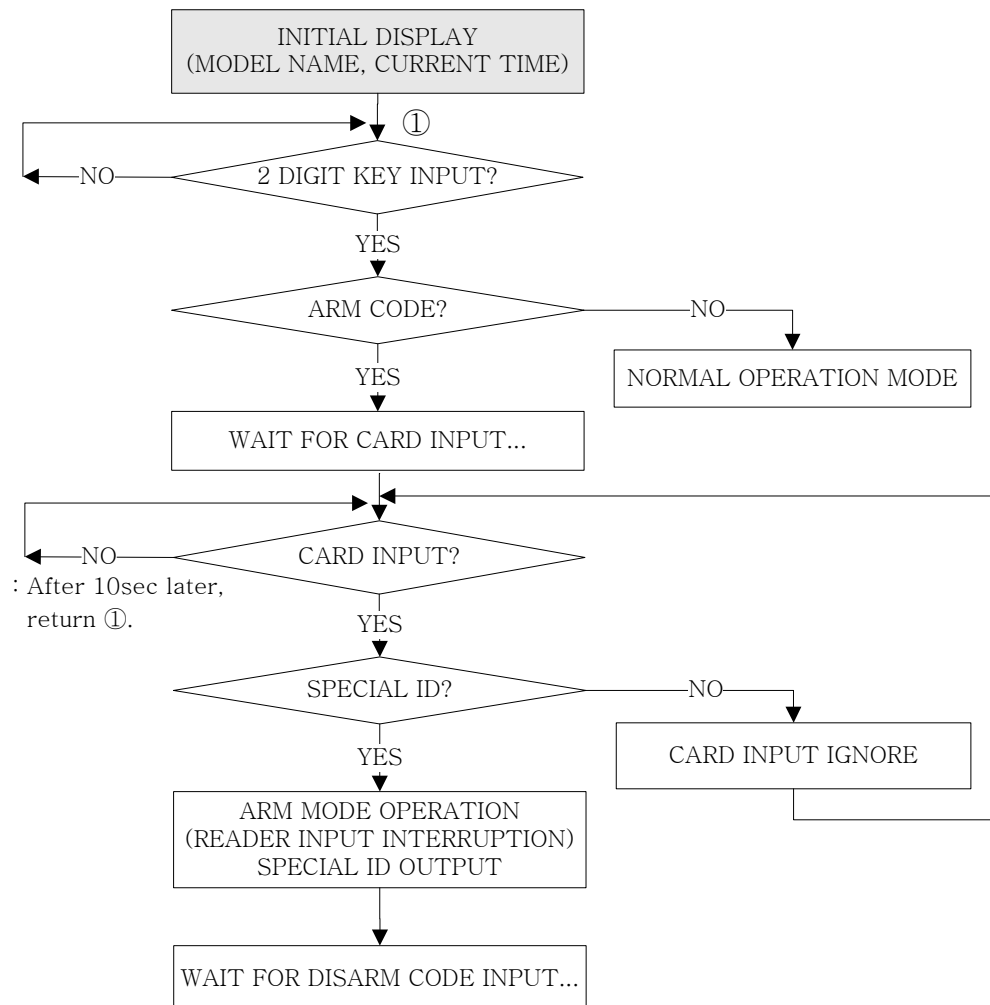 INITIAL DISPLAY
(MODEL NAME, CURRENT TIME)
①
2 DIGIT KEY INPUT?
NO
YES
ARM CODE?
NO
YES
NORMAL OPERATION MODE
WAIT FOR CARD INPUT...
CARD INPUT?
NO
: After 10sec later,
return ①.
YES
SPECIAL ID?
NO
YES
CARD INPUT IGNORE
ARM MODE OPERATION
(READER INPUT INTERRUPTION)
SPECIAL ID OUTPUT
WAIT FOR DISARM CODE INPUT...